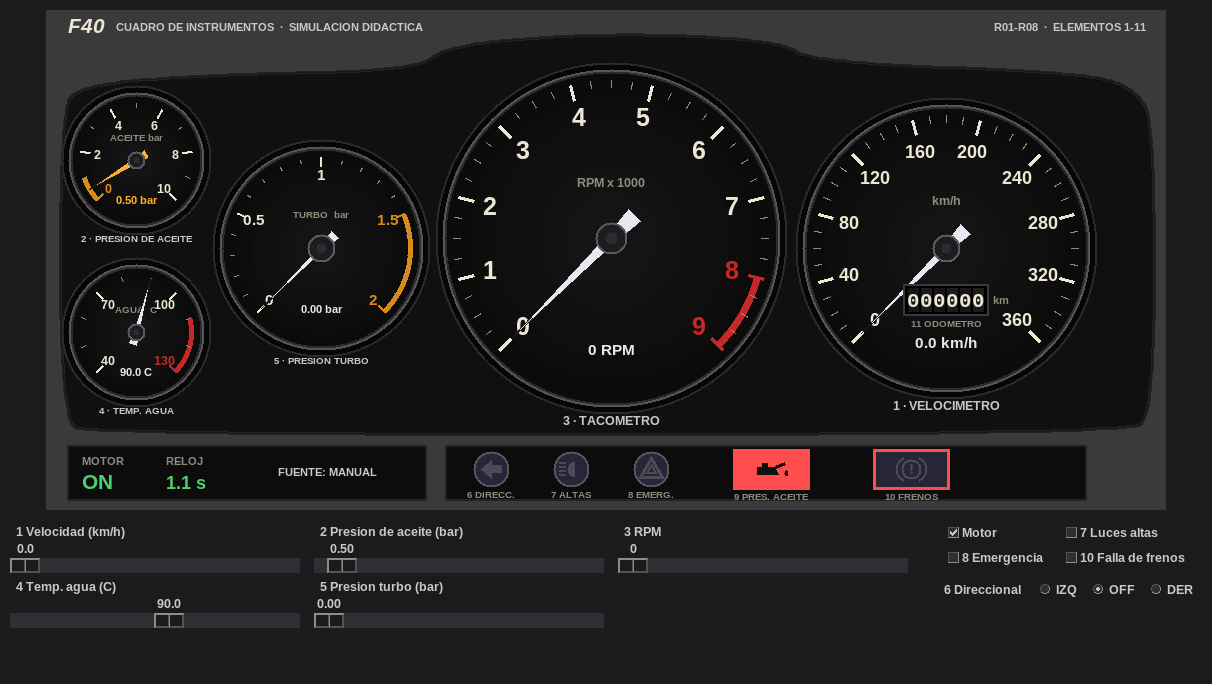 F40 CUADRO DE INSTRUMENTOS · SIMULACION DIDACTICA
R01-R08 · ELEMENTOS 1-11
4 6
ACEITE bar
2 8
0 10
0.50 bar
2 · PRESION DE ACEITE
70 100
AGUA C
40 130
90.0 C
4 · TEMP. AGUA
1
TURBO bar
0.5 1.5
0 2
0.00 bar
5 · PRESION TURBO
4 5
3 6
RPM x 1000
2 7
1 8
0 9
0 RPM
3 · TACOMETRO
160 200
120 240
km/h
80 280
40 320
000000 km
0 360
11 ODOMETRO
0.0 km/h
1 · VELOCIMETRO
MOTOR RELOJ
FUENTE: MANUAL
ON 1.1 s
6 DIRECC. 7 ALTAS 8 EMERG. 9 PRES. ACEITE 10 FRENOS
1 Velocidad (km/h) 2 Presion de aceite (bar) 3 RPM
0.0 0.50 0
4 Temp. agua (C) 5 Presion turbo (bar)
90.0 0.00
Motor 7 Luces altas
8 Emergencia 10 Falla de frenos
6 Direccional IZQ OFF DER